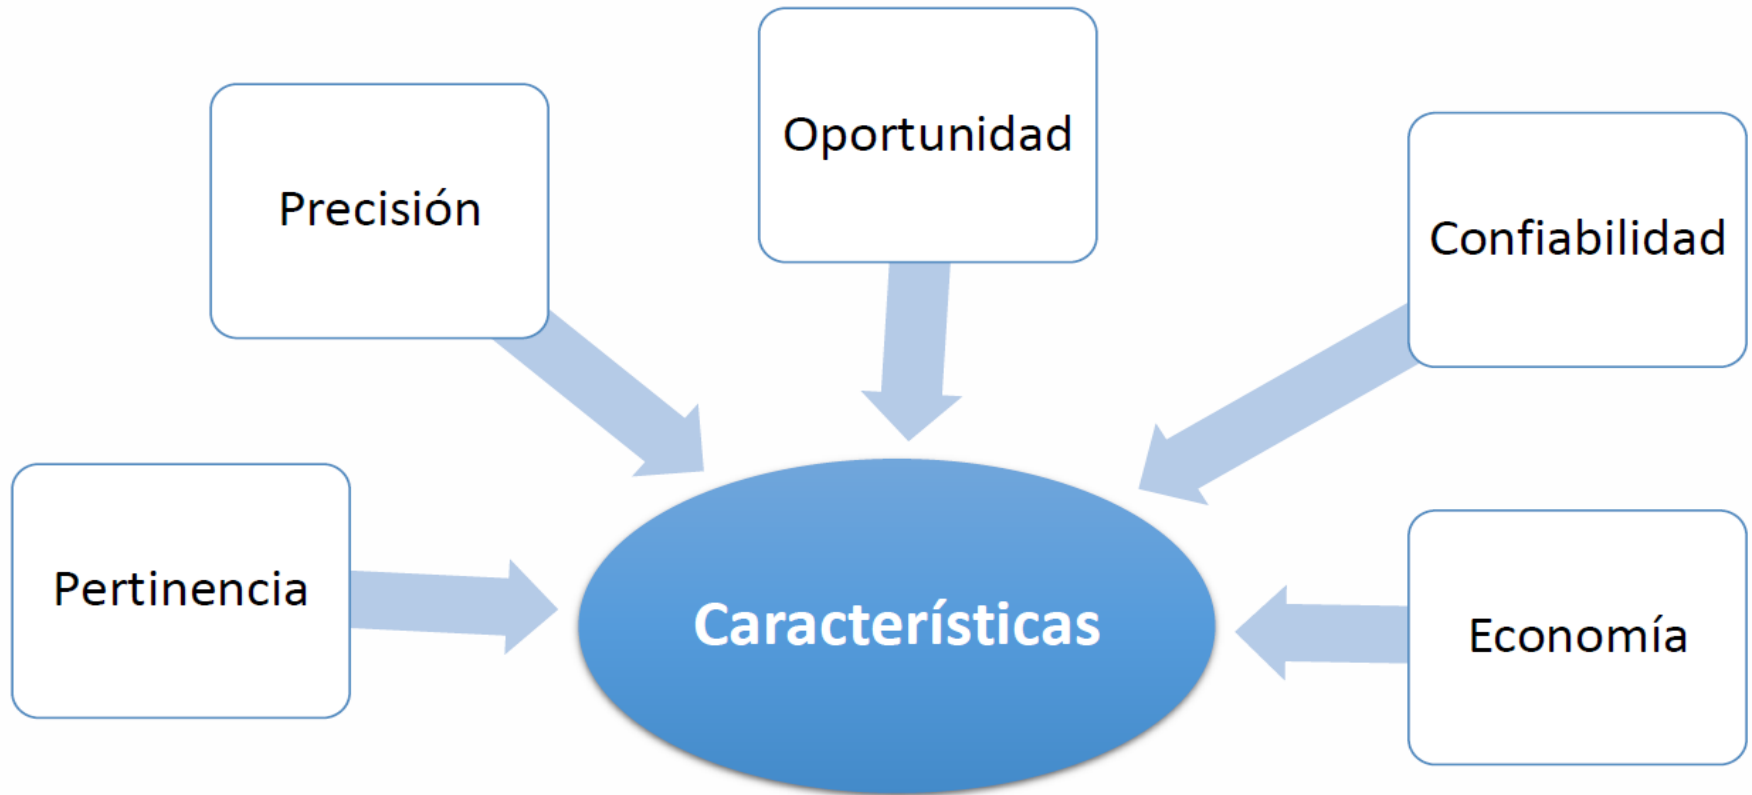 Oportunidad
Precisión
Confiabilidad
Pertinencia
Características
Economía